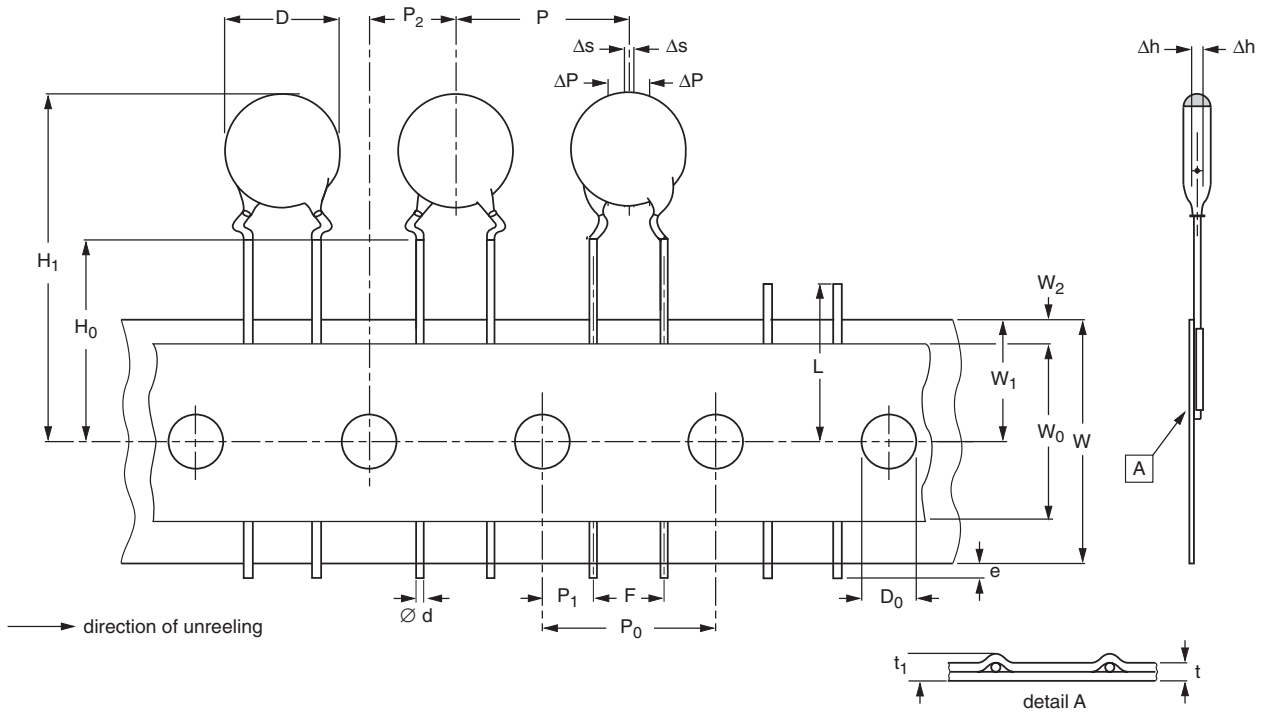 D
P2
P
Δs
Δs
ΔP
ΔP
Δh
Δh
H1
H0
W2
L
W1
W0
W
A
e
P1
F
D0
∅ d
P0
direction of unreeling
t1
t
detail A